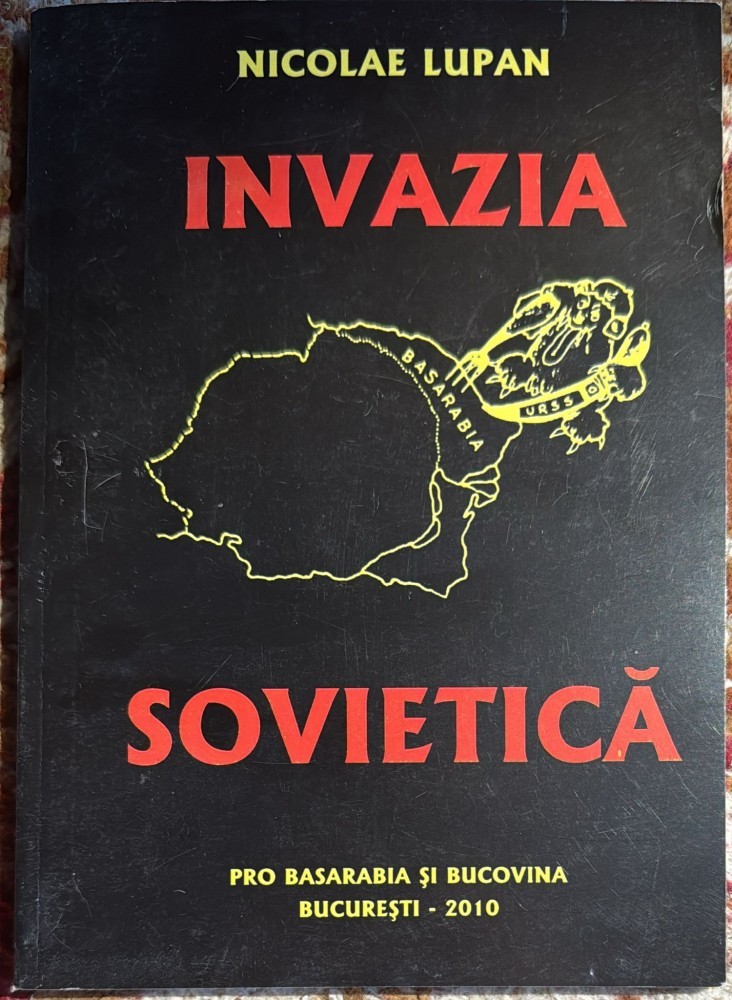 NICOLAE LUPAN
INVAZIA
BASARABIA
URSS
SOVIETICĂ
PRO BASARABIA ŞI BUCOVINA
BUCUREŞTI - 2010